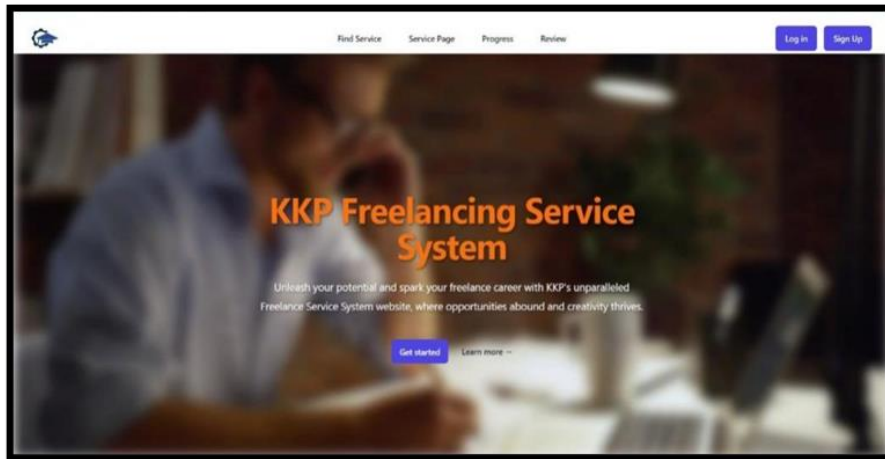 Find Service Service Page Progress Review Log in Sign Up
KKP Freelancing Service
System
Unleash your potential and spark your freelance career with KKP's unparalleled
Freelance Service System website, where opportunities abound and creativity thrives.
Get started Learn more →